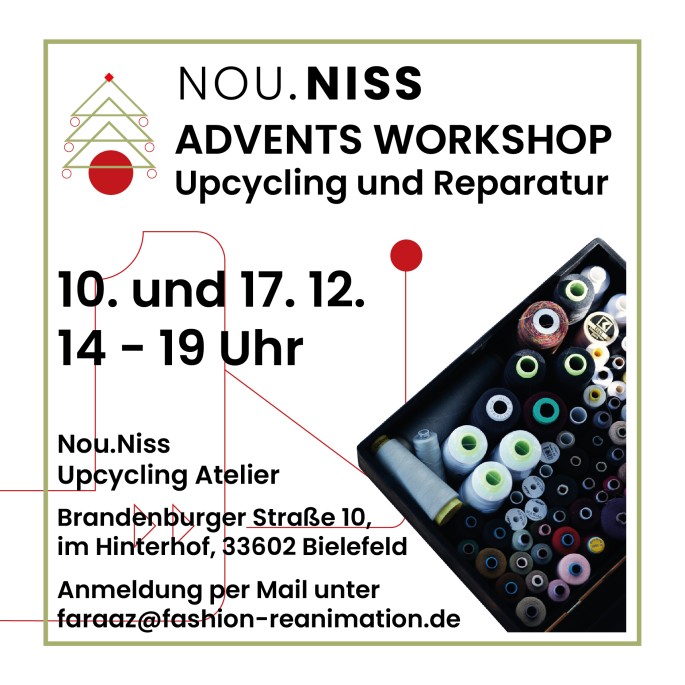 NOU.NISS
ADVENTS WORKSHOP
Upcycling und Reparatur
10. und 17. 12.
14 - 19 Uhr
Nou.Niss
Upcycling Atelier
Brandenburger Straße 10,
im Hinterhof, 33602 Bielefeld
Anmeldung per Mail unter
faraaz@fashion-reanimation.de